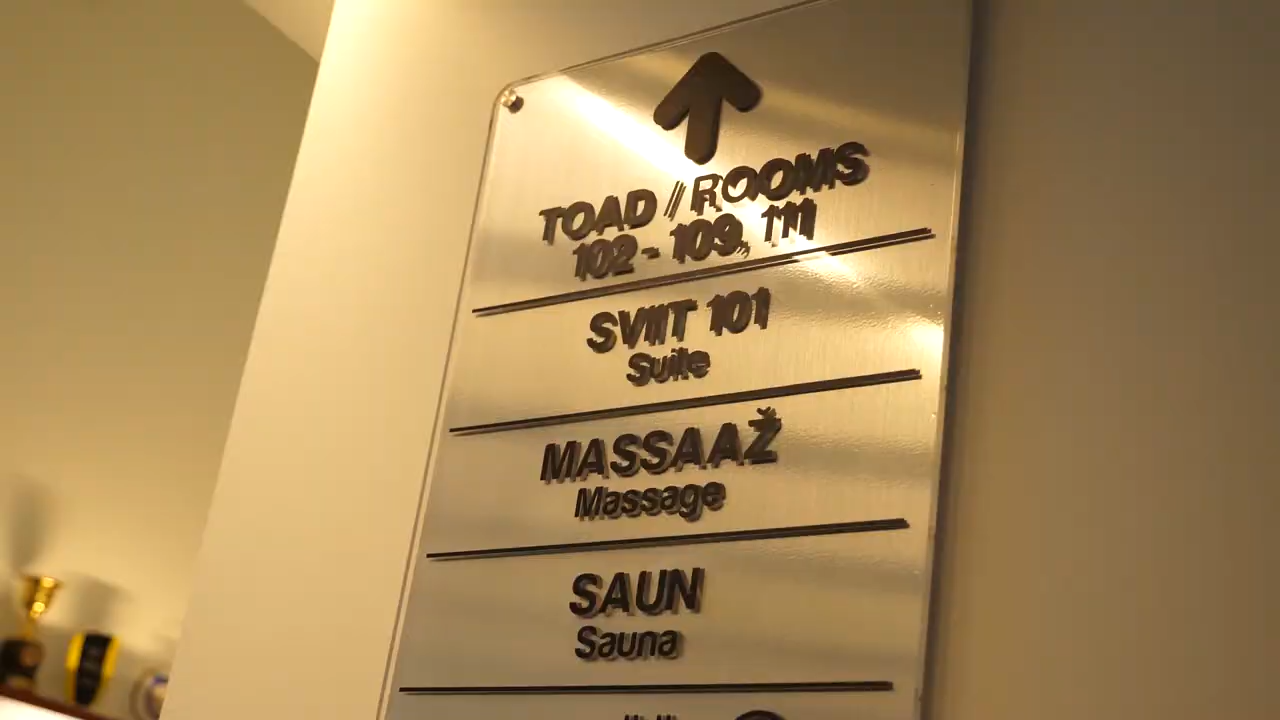 TOAD / ROOMS
102 - 109, 111
SVIIT 101
Suite
MASSAAŽ
Massage
SAUN
Sauna